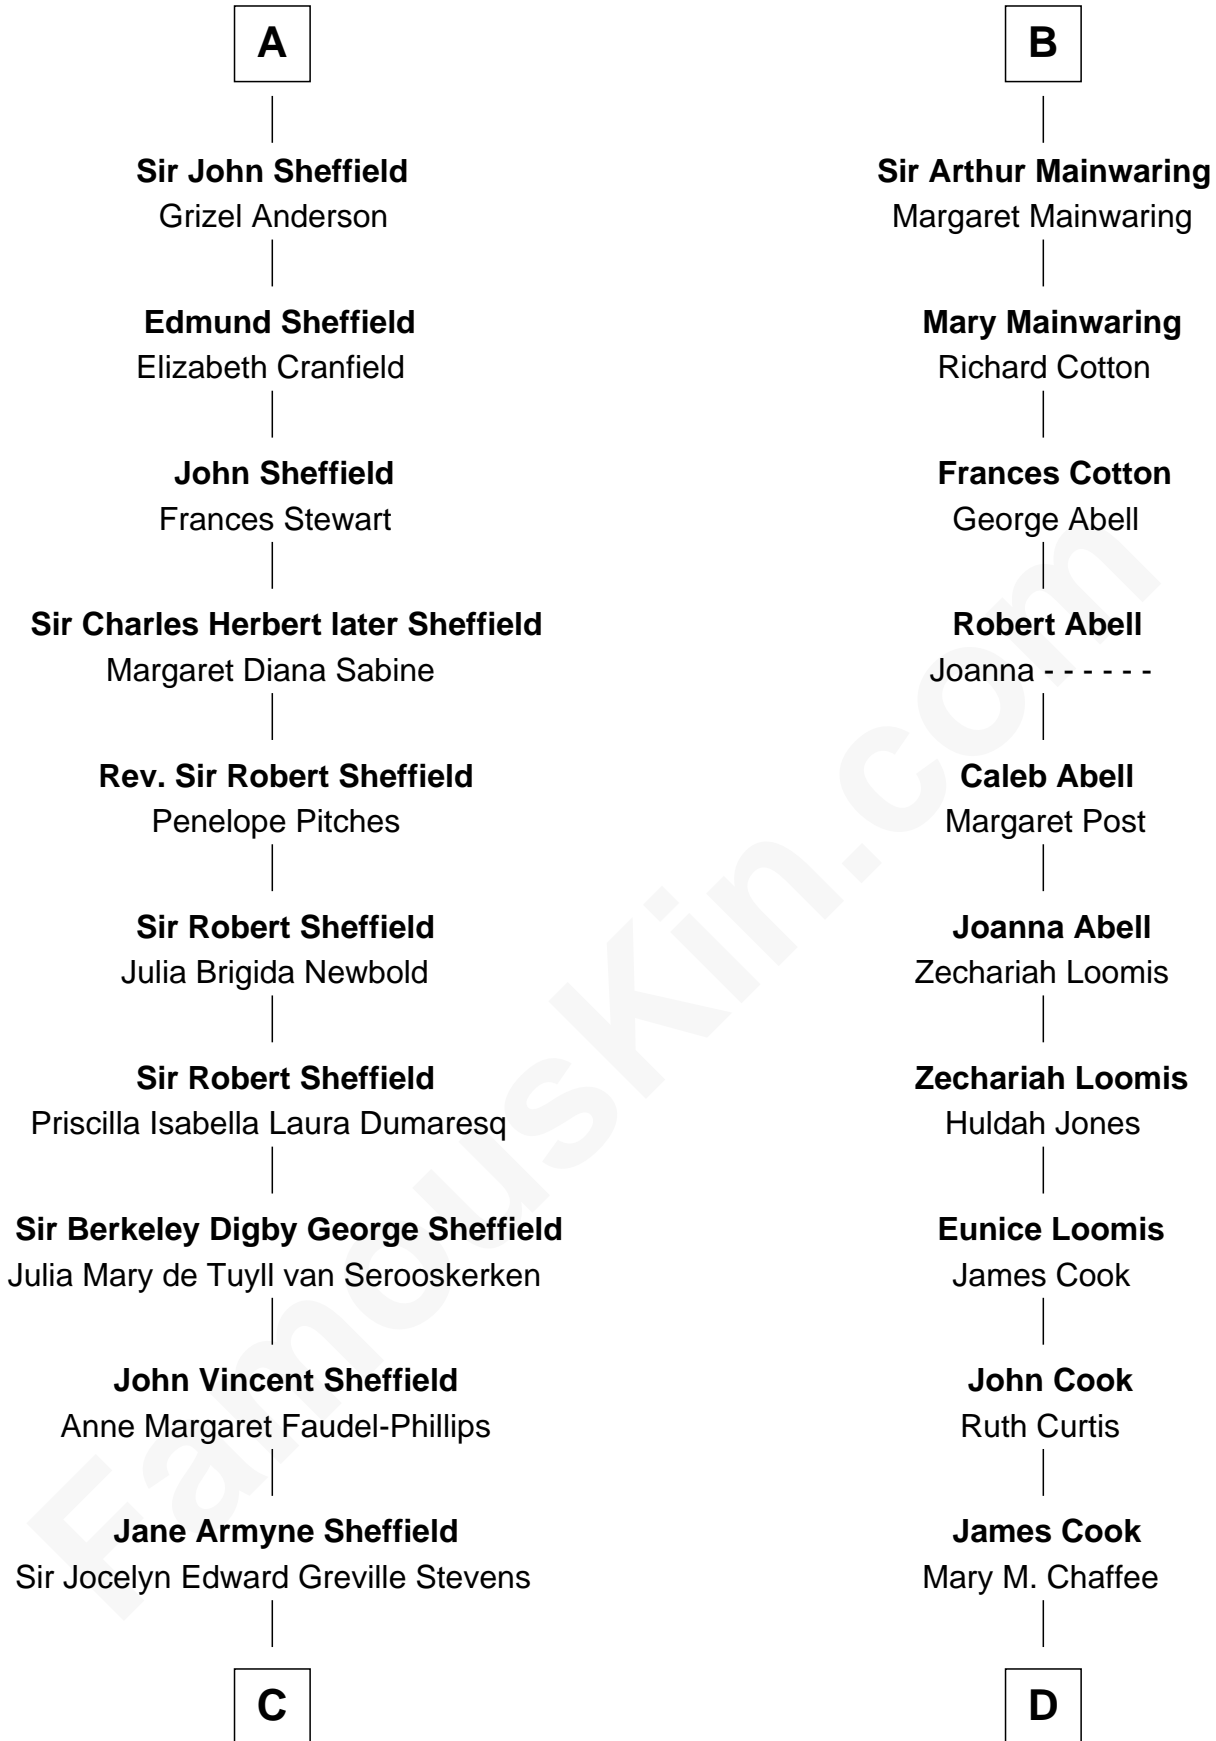 A
Sir John Sheffield
Grizel Anderson
Edmund Sheffield
Elizabeth Cranfield
John Sheffield
Frances Stewart
Sir Charles Herbert later Sheffield
Margaret Diana Sabine
Rev. Sir Robert Sheffield
Penelope Pitches
Sir Robert Sheffield
Julia Brigida Newbold
Sir Robert Sheffield
Priscilla Isabella Laura Dumaresq
Sir Berkeley Digby George Sheffield
Julia Mary de Tuyll van Serooskerken
John Vincent Sheffield
Anne Margaret Faudel-Phillips
Jane Armyne Sheffield
Sir Jocelyn Edward Greville Stevens
C
B
Sir Arthur Mainwaring
Margaret Mainwaring
Mary Mainwaring
Richard Cotton
Frances Cotton
George Abell
Robert Abell
Joanna - - - - - -
Caleb Abell
Margaret Post
Joanna Abell
Zechariah Loomis
Zechariah Loomis
Huldah Jones
Eunice Loomis
James Cook
John Cook
Ruth Curtis
James Cook
Mary M. Chaffee
D
FamousKin.com